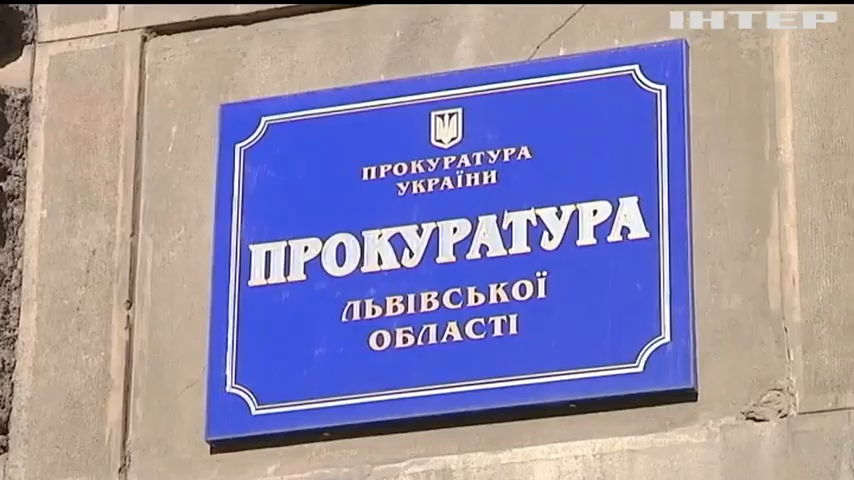 ІНТЕР
ПРОКУРАТУРА
УКРАЇНИ
ПРОКУРАТУРА
ЛЬВІВСЬКОЇ
ОБЛАСТІ